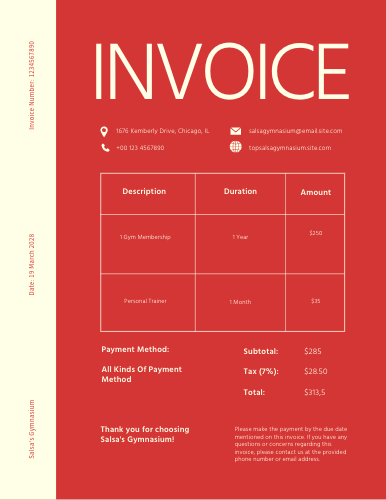 Invoice Number: 1234567890
Date: 19 March 2028
Salsa's Gymnasium
INVOICE
1676 Kemberly Drive, Chicago, IL
salsagymnasium@email.site.com
+00 123 4567890
topsalsagymnsite.com
Description Duration Amount
1 Gym Membership 1 Year $250
Personal Trainer 1 Month $35
Payment Method:
All Kinds Of Payment
Method
Subtotal: $285
Tax (7%): $28.50
Total: $313,5
Thank you for choosing
Salsa's Gymnasium!
Please make the payment by the due date
mentioned on this invoice. If you have any
questions or concerns regarding this
invoice, please contact us at the provided
phone number or email address.